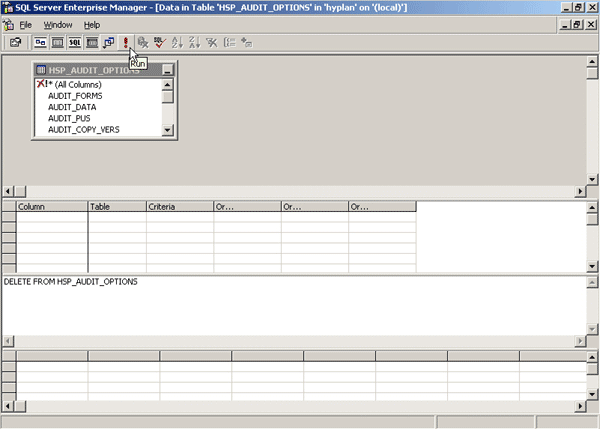 SQL Server Enterprise Manager - [Data in Table 'HSP_AUDIT_OPTIONS' in 'hyplan' on '(local)']
File Window Help
SQL
Run
HSP_AUDIT_OPTIONS
* (All Columns)
AUDIT_FORMS
AUDIT_DATA
AUDIT_PUS
AUDIT_COPY_VERS
Column Table Criteria Or... Or... Or...
DELETE FROM HSP_AUDIT_OPTIONS